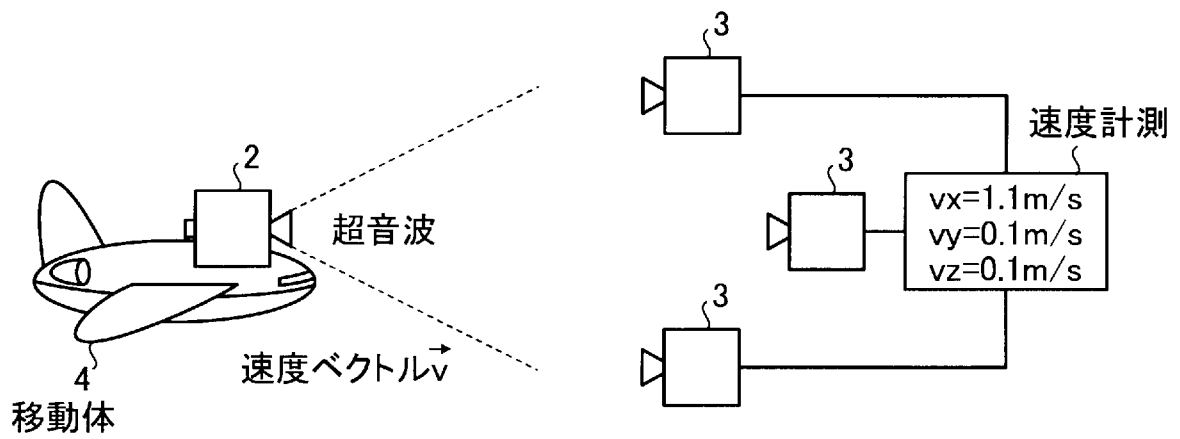 2
超音波
速度ベクトルv
4
移動体
3
3
3
速度計測
vx=1.1m/s
vy=0.1m/s
vz=0.1m/s